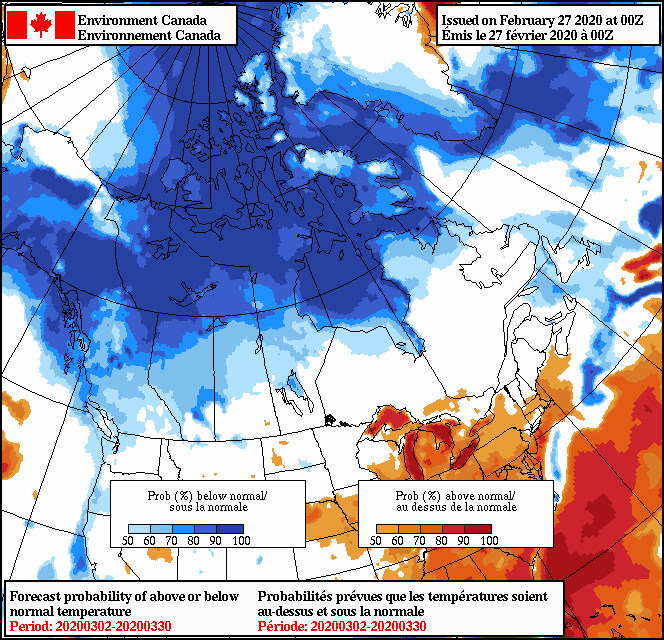 Environment Canada
Environnement Canada
Issued on February 27 2020 at 00Z
Émis le 27 février 2020 à 00Z
Prob (%) below normal/
sous la normale
50 60 70 80 90 100
Prob (%) above normal/
au dessus de la normale
50 60 70 80 90 100
Forecast probability of above or below
normal temperature
Period: 20200302-20200330
Probabilités prévues que les températures soient
au-dessus et sous la normale
Période: 20200302-20200330